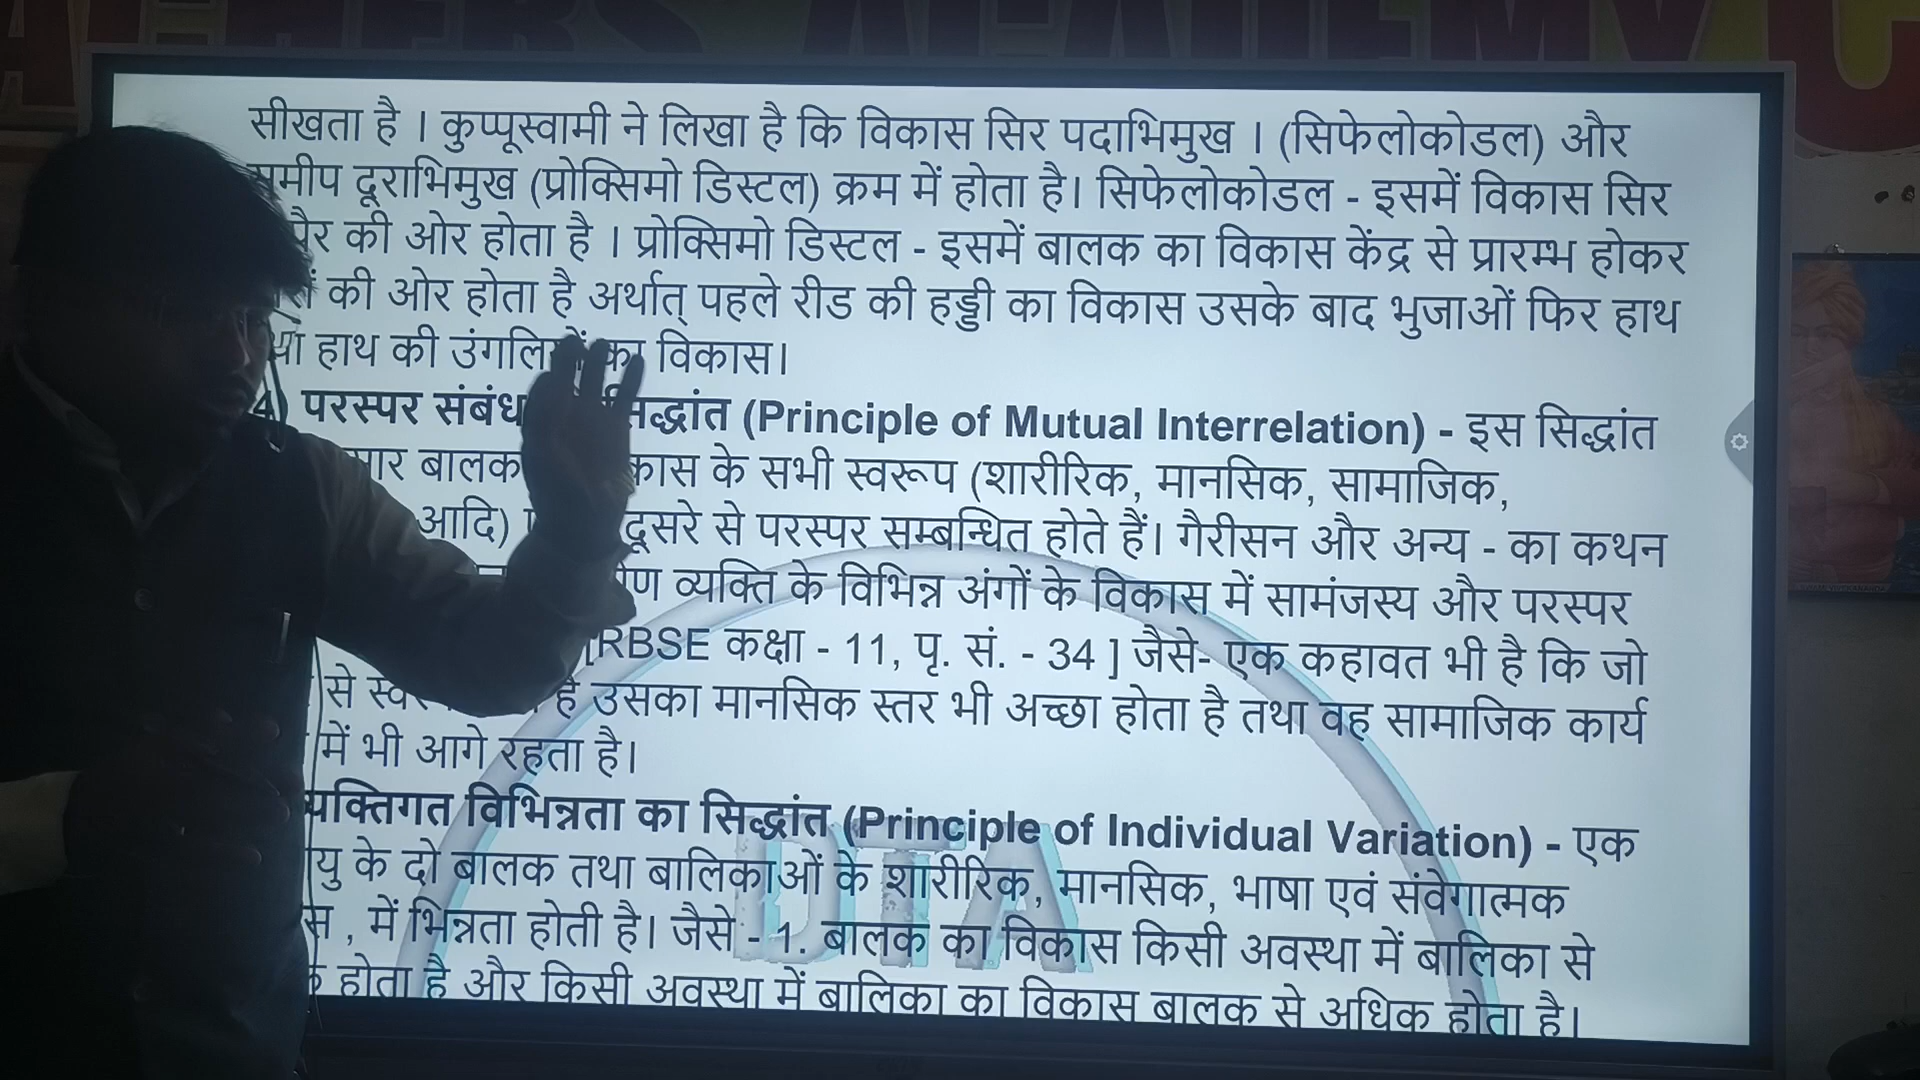 ACADEMY
सीखता है । कुप्पूस्वामी ने लिखा है कि विकास सिर पदाभिमुख । (सिफेलोकोडल) और
दूराभिमुख (प्रोक्सिमो डिस्टल) क्रम में होता है। सिफेलोकोडल - इसमें विकास सिर
की ओर होता है । प्रोक्सिमो डिस्टल - इसमें बालक का विकास केंद्र से प्रारम्भ होकर
की ओर होता है अर्थात् पहले रीड की हड्डी का विकास उसके बाद भुजाओं फिर हाथ
हाथ की का विकास।
परस्पर संबंध (Principle of Mutual Interrelation) - इस सिद्धांत
बालक के सभी स्वरूप (शारीरिक, मानसिक, सामाजिक,
आदि) दूसरे से परस्पर सम्बन्धित होते हैं। गैरीसन और अन्य - का कथन
व्यक्ति के विभिन्न अंगों के विकास में सामंजस्य और परस्पर
[RBSE कक्षा - 11, पृ. सं. - 34 ] जैसे- एक कहावत भी है कि जो
से है उसका मानसिक स्तर भी अच्छा होता है तथा वह सामाजिक कार्य
में भी आगे रहता है।
विभिन्नता का सिद्धांत (Principle of Individual Variation) - एक
के दो बालक तथा बालिकाओं के शारीरिक, मानसिक, भाषा एवं संवेगात्मक
, में भिन्नता होती है। जैसे - 1. बालक का विकास किसी अवस्था में बालिका से
होता है और किसी अवस्था में बालिका का विकास बालक से अधिक होता है।
DTA